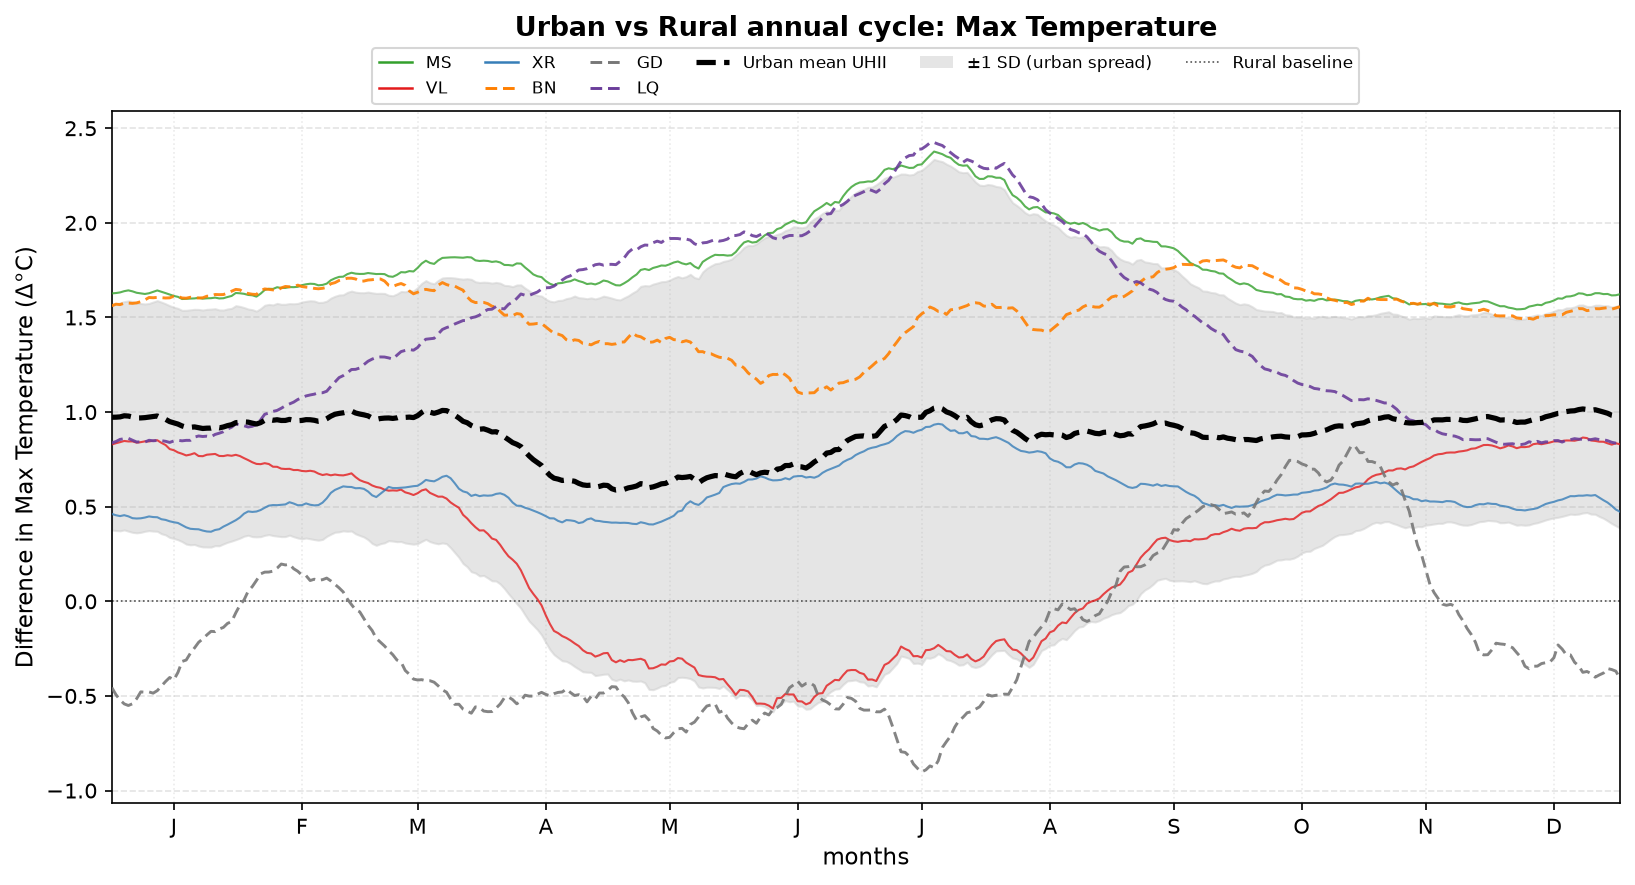 Urban vs Rural annual cycle: Max Temperature
MS XR GD Urban mean UHII ±1 SD (urban spread) Rural baseline
VL BN LQ
Difference in Max Temperature (Δ°C)
2.5
2.0
1.5
1.0
0.5
0.0
−0.5
−1.0
J F M A M J J A S O N D
months